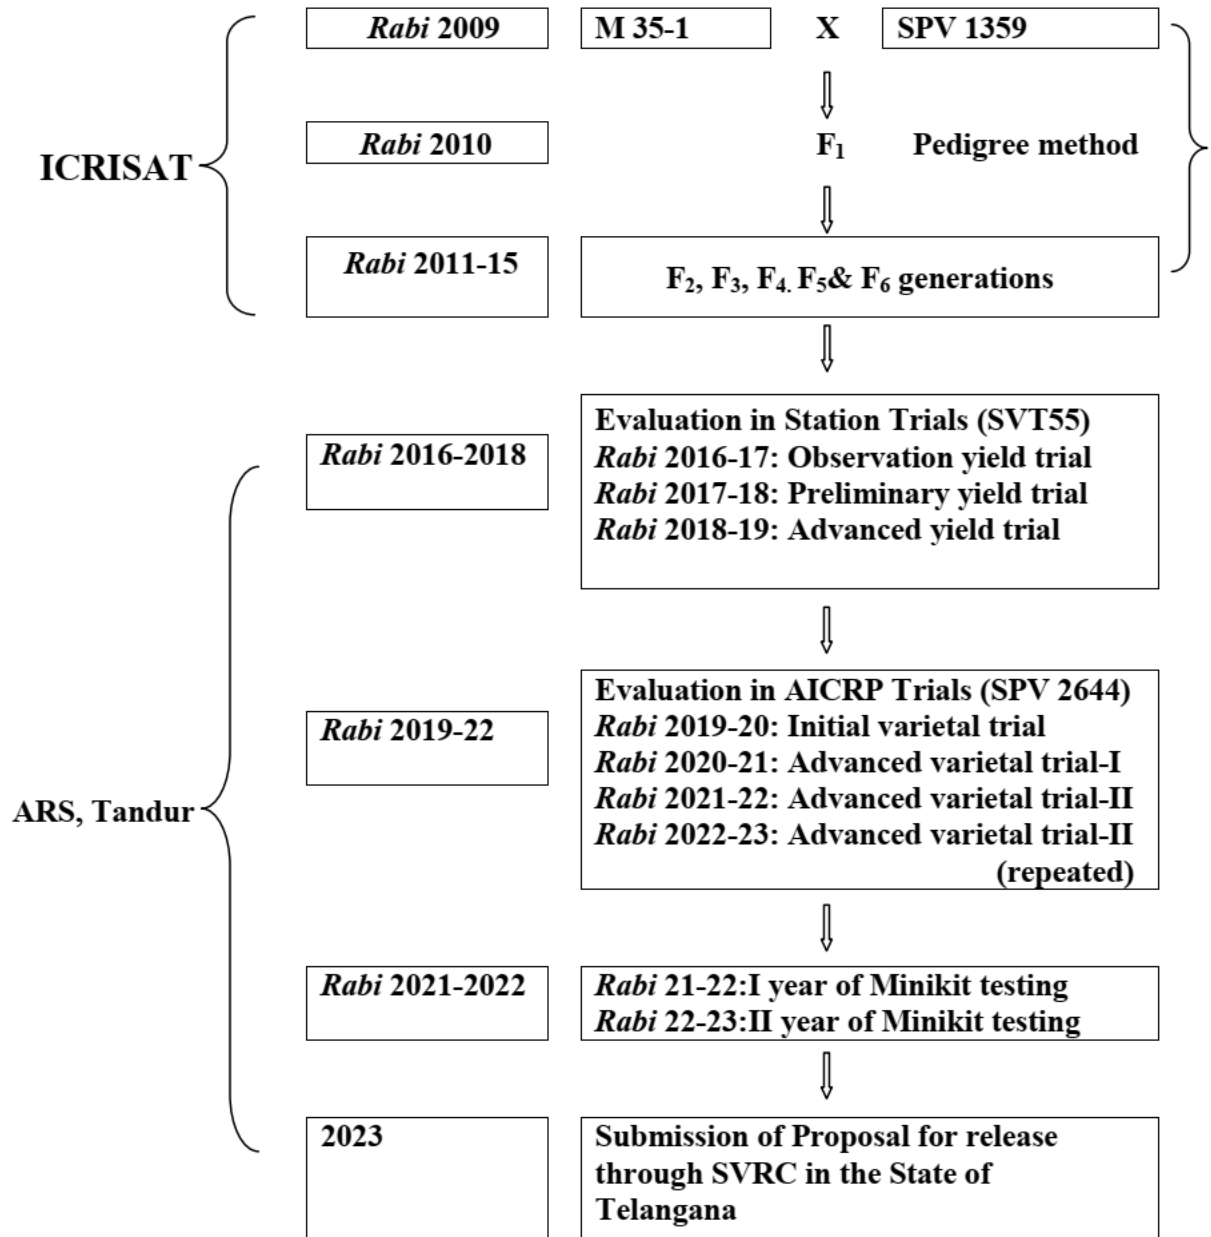 Rabi 2009
M 35-1
X
SPV 1359
ICRISAT
Rabi 2010
F₁
Pedigree method
Rabi 2011-15
F₂, F₃, F₄. F₅& F₆ generations
Rabi 2016-2018
Evaluation in Station Trials (SVT55)
Rabi 2016-17: Observation yield trial
Rabi 2017-18: Preliminary yield trial
Rabi 2018-19: Advanced yield trial
ARS, Tandur
Rabi 2019-22
Evaluation in AICRP Trials (SPV 2644)
Rabi 2019-20: Initial varietal trial
Rabi 2020-21: Advanced varietal trial-I
Rabi 2021-22: Advanced varietal trial-II
Rabi 2022-23: Advanced varietal trial-II
(repeated)
Rabi 2021-2022
Rabi 21-22:I year of Minikit testing
Rabi 22-23:II year of Minikit testing
2023
Submission of Proposal for release
through SVRC in the State of
Telangana